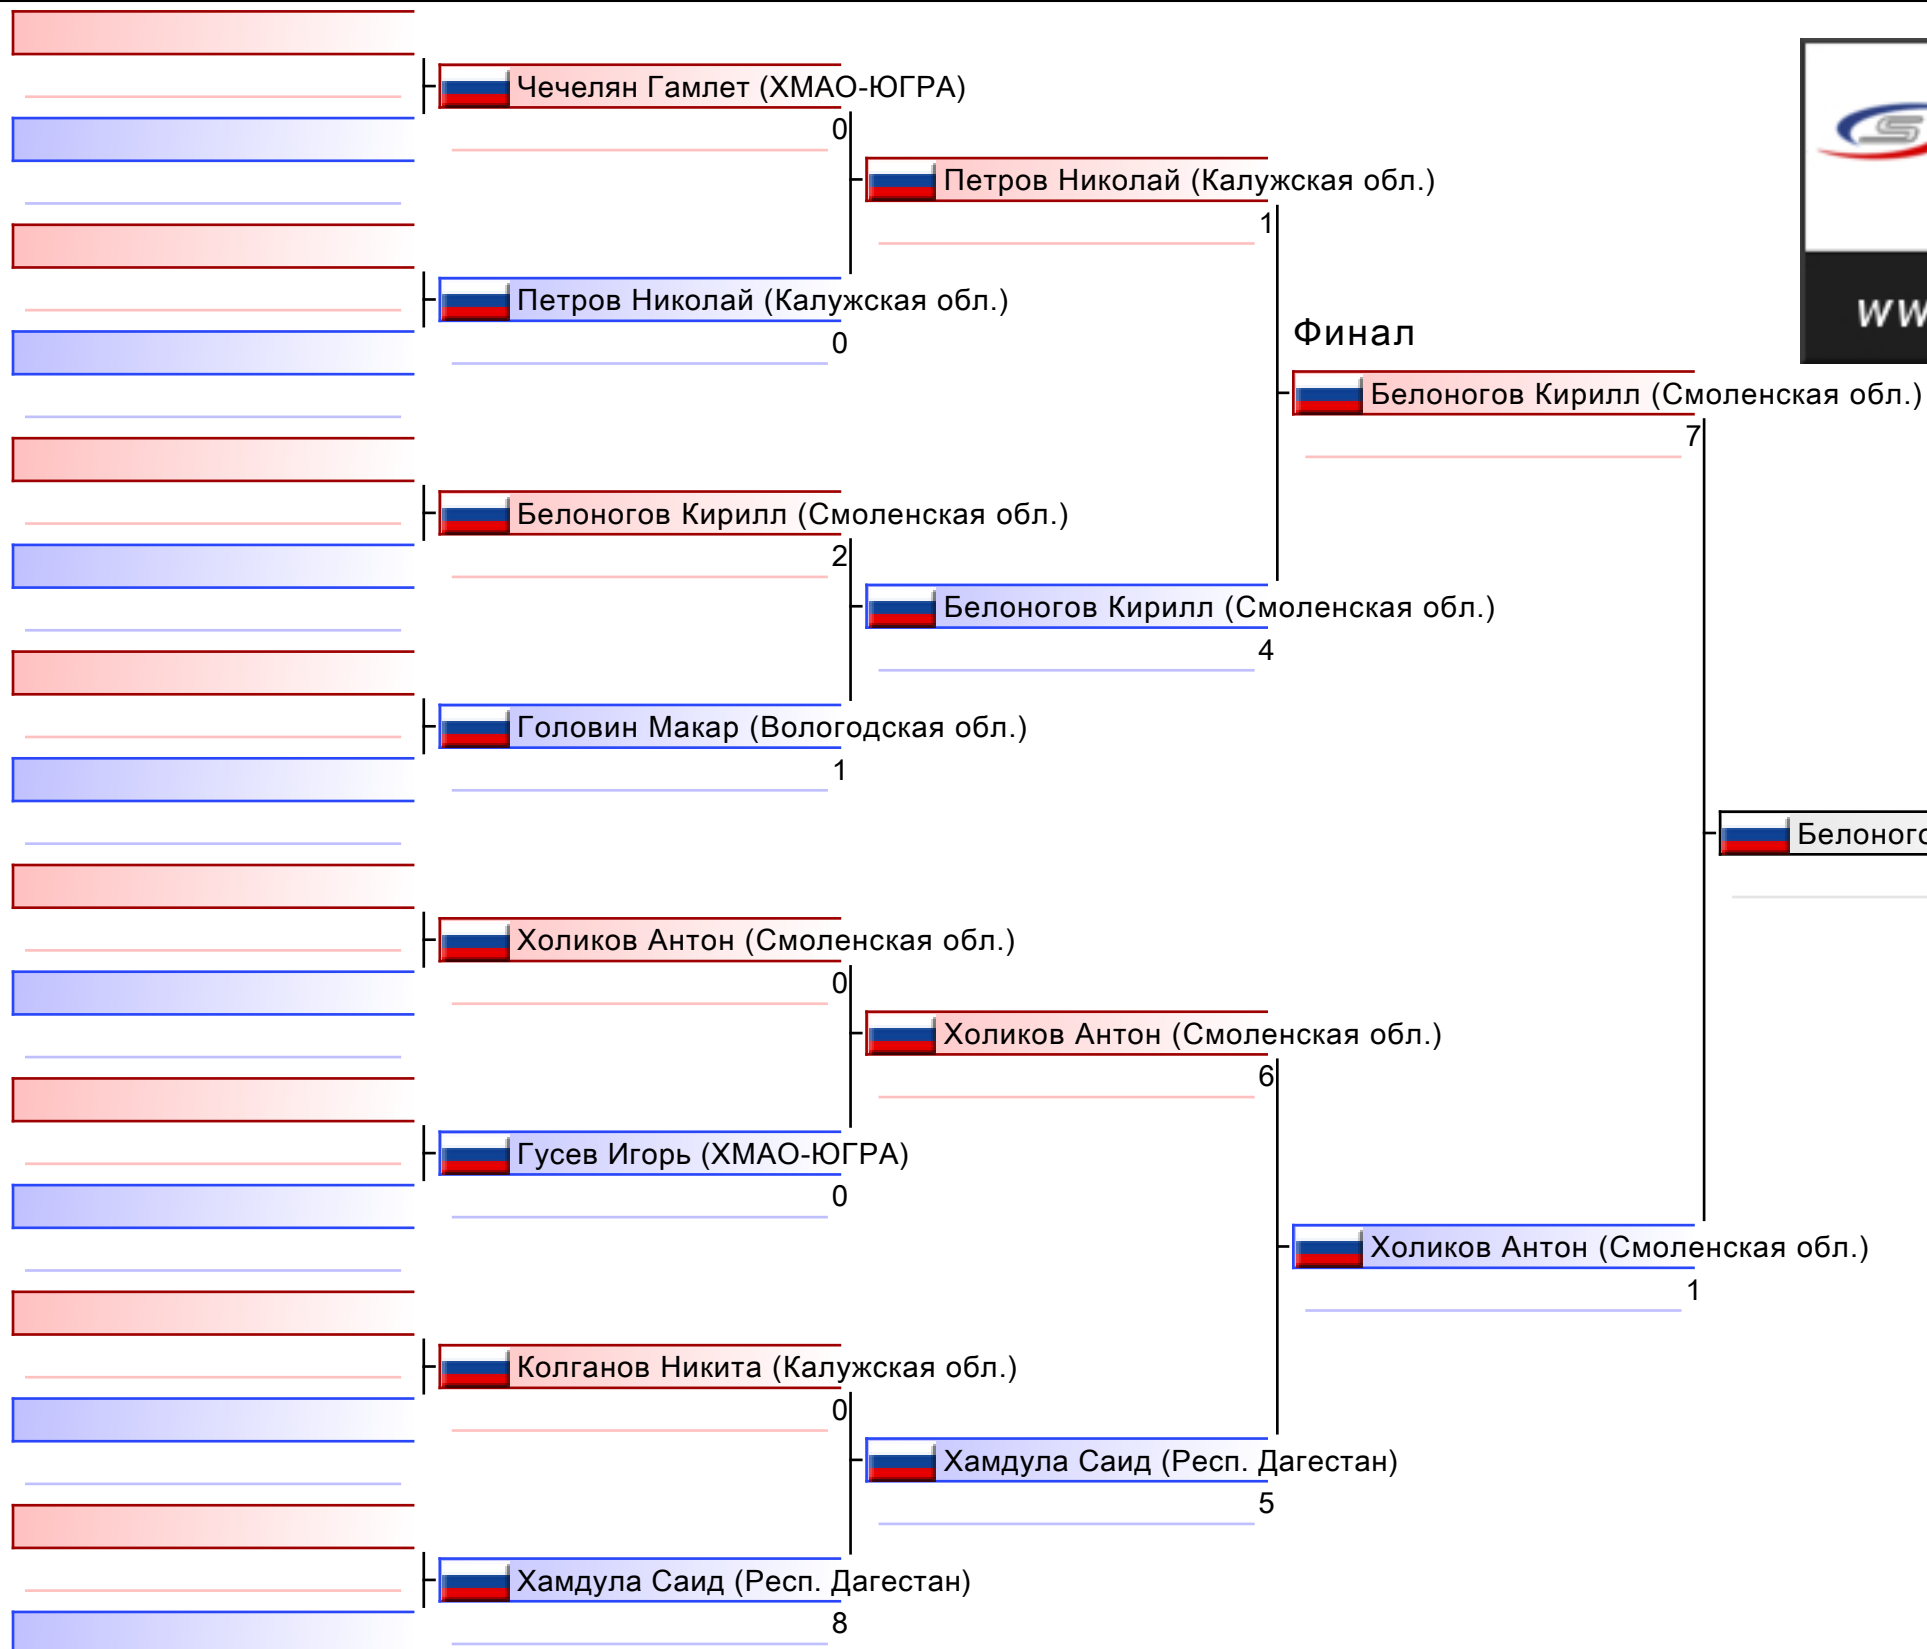 Чечелян Гамлет (ХМАО-ЮГРА)
0
Петров Николай (Калужская обл.)
1
Петров Николай (Калужская обл.)
0
Финал
Белоногов Кирилл (Смоленская обл.)
7
Белоногов Кирилл (Смоленская обл.)
2
Белоногов Кирилл (Смоленская обл.)
4
Головин Макар (Вологодская обл.)
1
Холиков Антон (Смоленская обл.)
0
Холиков Антон (Смоленская обл.)
6
Гусев Игорь (ХМАО-ЮГРА)
0
Холиков Антон (Смоленская обл.)
1
Колганов Никита (Калужская обл.)
0
Хамдула Саид (Респ. Дагестан)
5
Хамдула Саид (Респ. Дагестан)
8